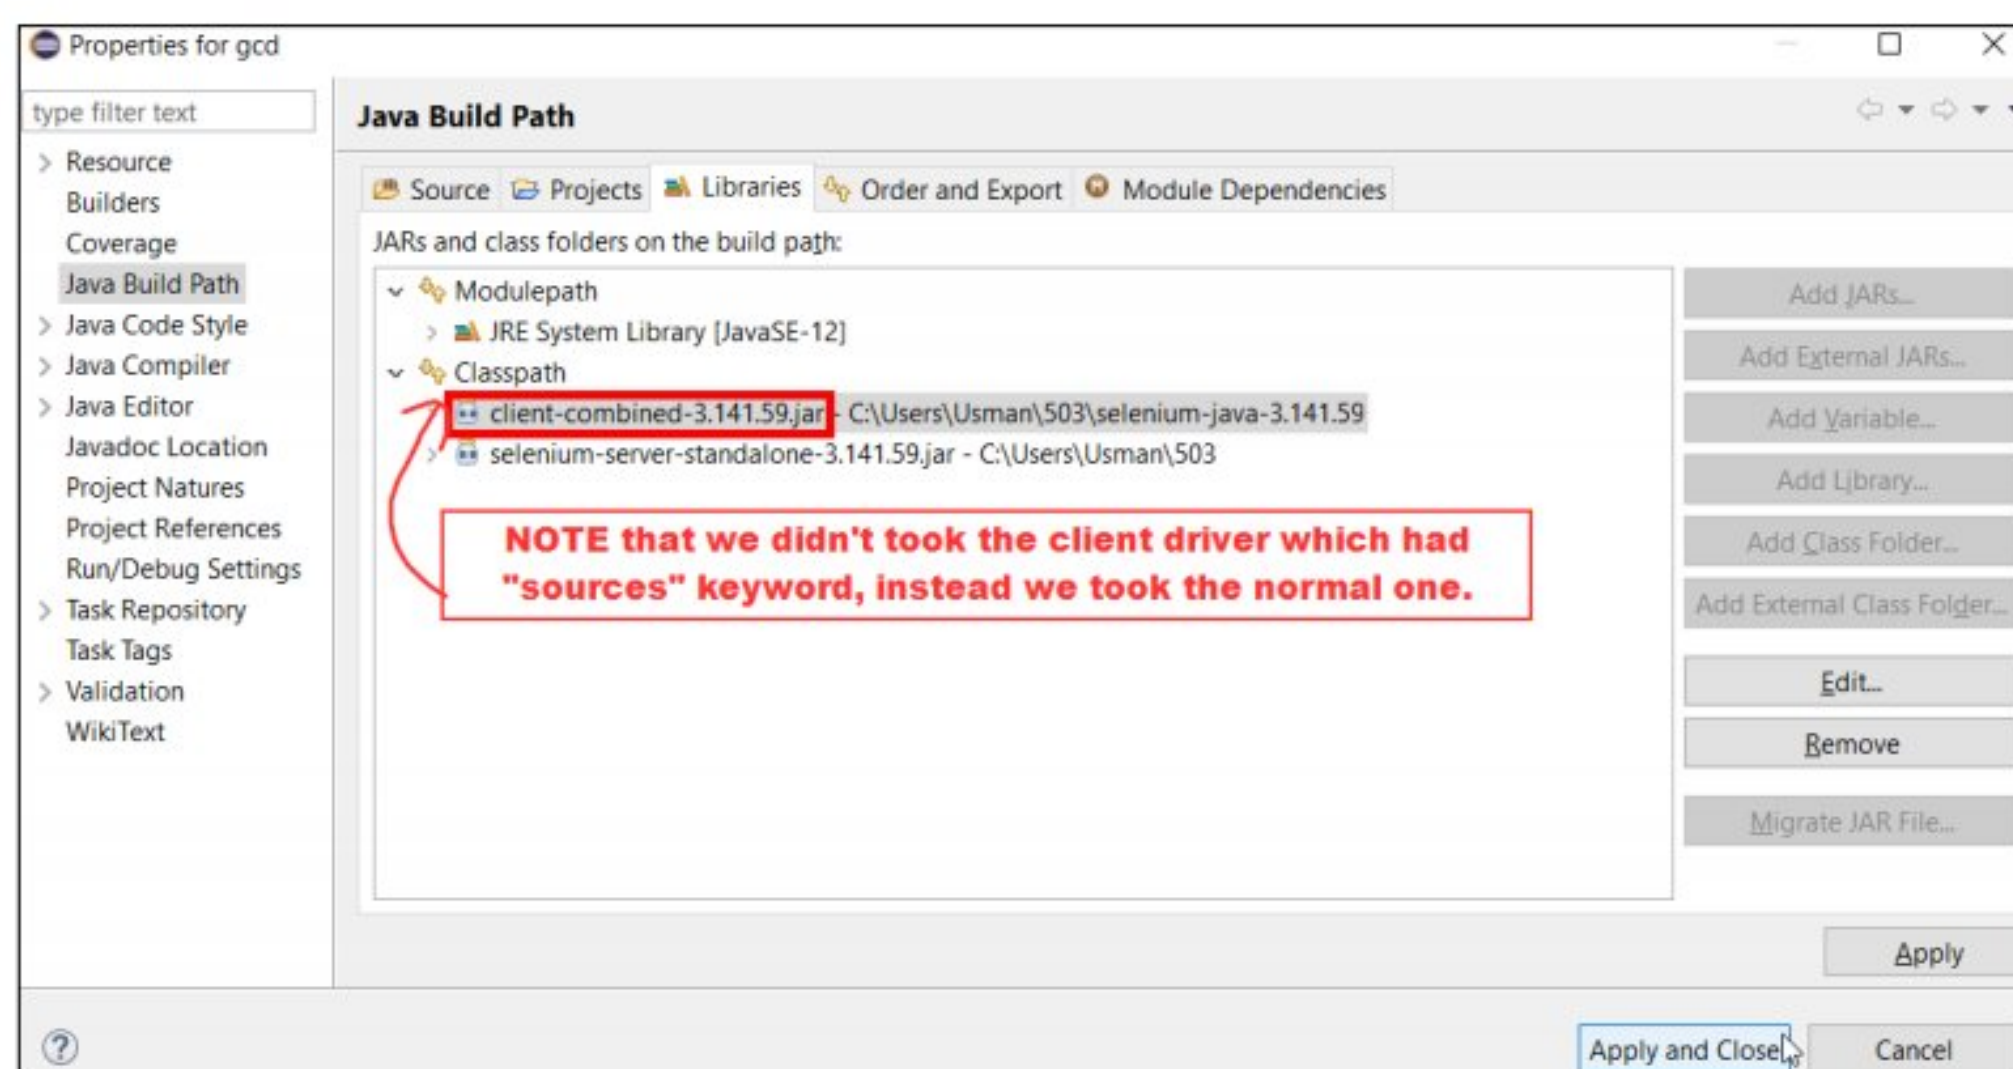 Properties for gcd
type filter text
Resource
Builders
Coverage
Java Build Path
Java Code Style
Java Compiler
Java Editor
Javadoc Location
Project Natures
Project References
Run/Debug Settings
Task Repository
Task Tags
Validation
WikiText
Java Build Path
Source Projects Libraries Order and Export Module Dependencies
JARs and class folders on the build path:
Modulepath
JRE System Library [JavaSE-12]
Classpath
client-combined-3.141.59.jar - C:\Users\Usman\503\selenium-java-3.141.59
selenium-server-standalone-3.141.59.jar - C:\Users\Usman\503
NOTE that we didn't took the client driver which had
"sources" keyword, instead we took the normal one.
Add JARs...
Add External JARs...
Add Variable...
Add Library...
Add Class Folder...
Add External Class Folder...
Edit...
Remove
Migrate JAR File...
Apply
?
Apply and Close
Cancel